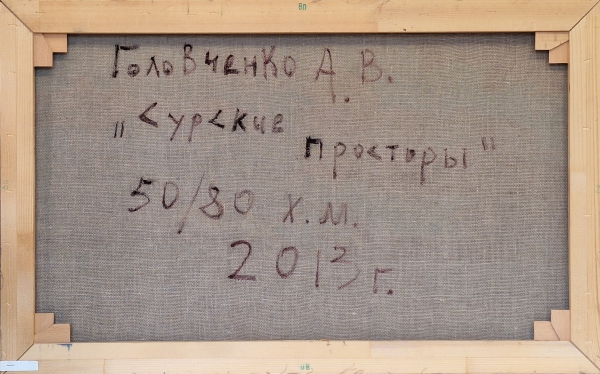 Головченко А. В.
„Сурские
просторы"
50/80 х.м.
2013 г.